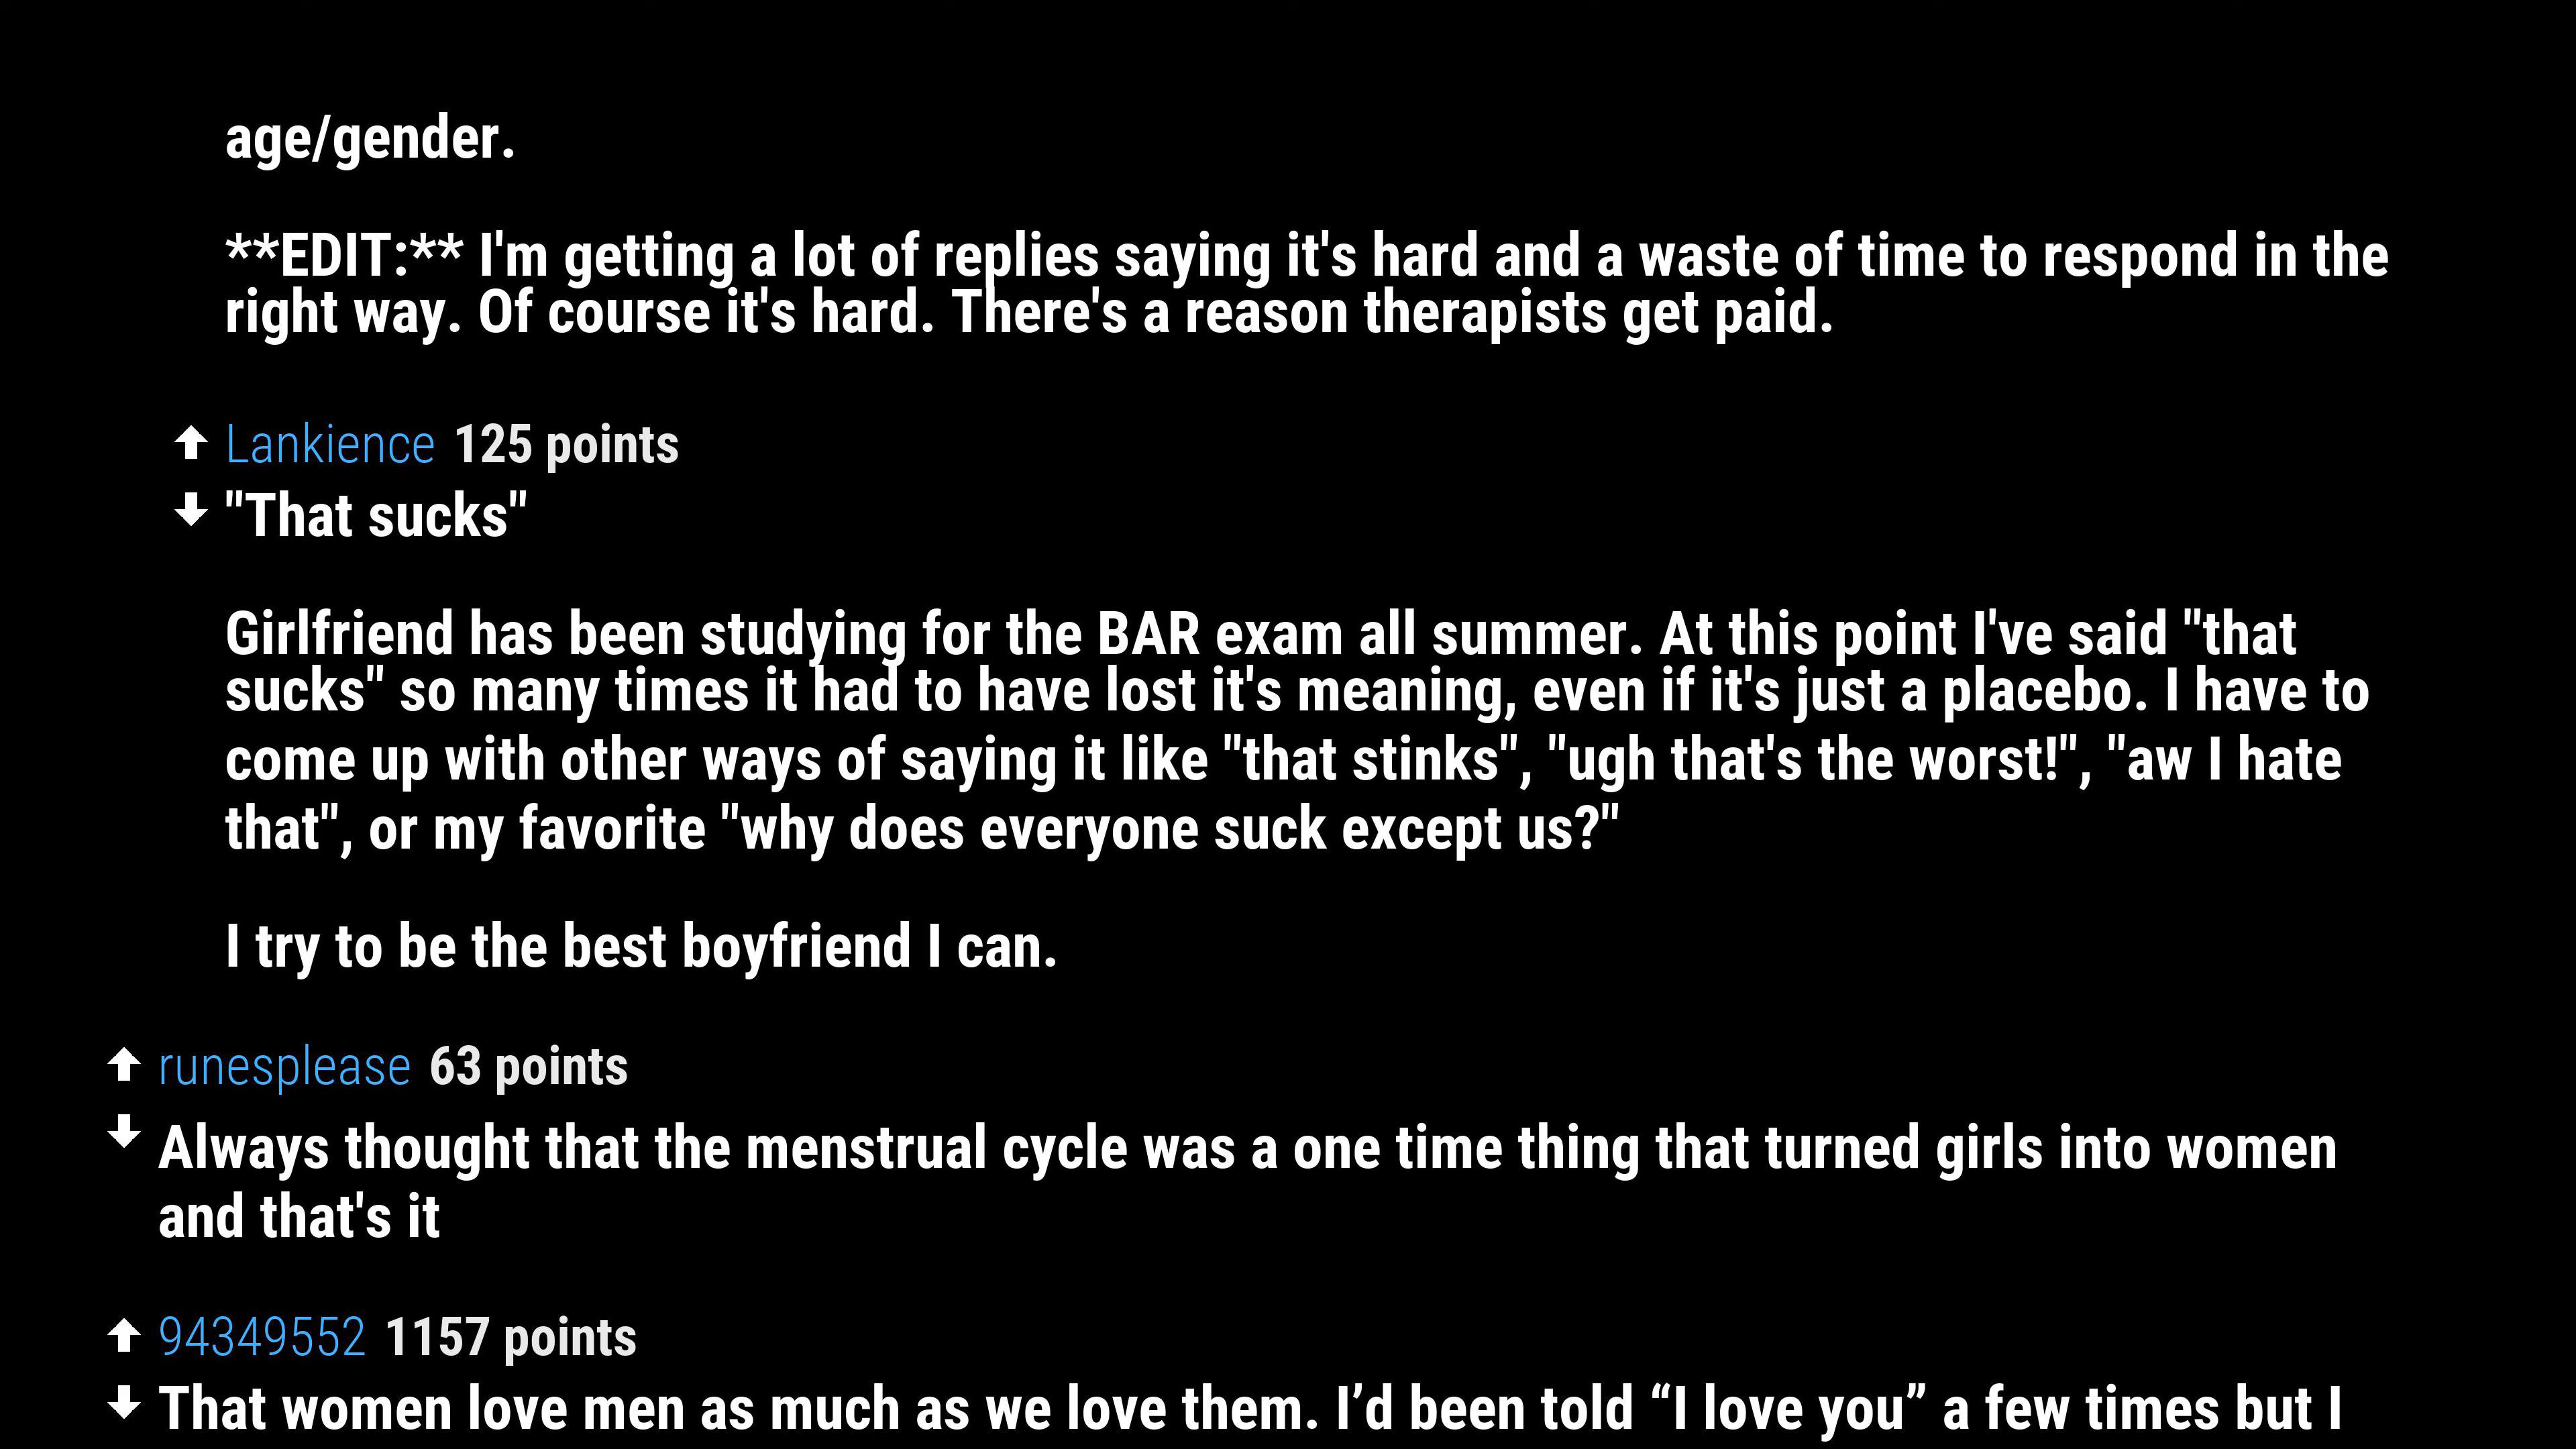 age/gender.
**EDIT:** I'm getting a lot of replies saying it's hard and a waste of time to respond in the
right way. Of course it's hard. There's a reason therapists get paid.
Lankience 125 points
"That sucks"
Girlfriend has been studying for the BAR exam all summer. At this point I've said "that
sucks" so many times it had to have lost it's meaning, even if it's just a placebo. I have to
come up with other ways of saying it like "that stinks", "ugh that's the worst!", "aw I hate
that", or my favorite "why does everyone suck except us?"
I try to be the best boyfriend I can.
runesplease 63 points
Always thought that the menstrual cycle was a one time thing that turned girls into women
and that's it
94349552 1157 points
That women love men as much as we love them. I’d been told “I love you” a few times but I